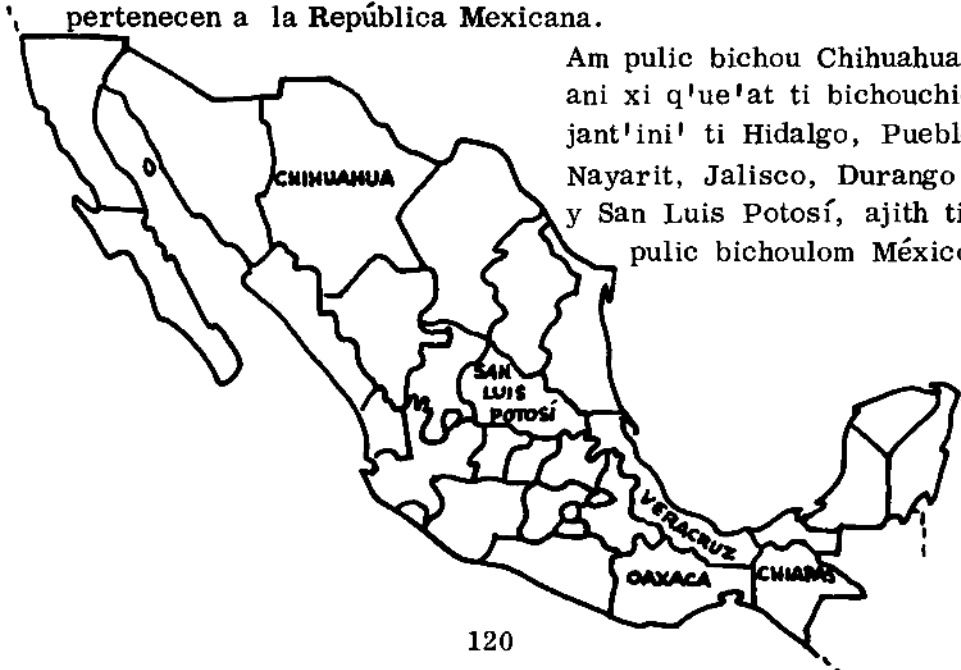 pertenecen a la República Mexicana.
Am pulic bichou Chihuahua
ani xi q'ue'at ti bichouchi
jant'ini' ti Hidalgo, Puebl
Nayarit, Jalisco, Durango
y San Luis Potosí, ajith ti
pulic bichoulom México
CHIHUAHUA
SAN
LUIS
POTOSÍ
VERACRUZ
OAXACA
CHIAPAS
120